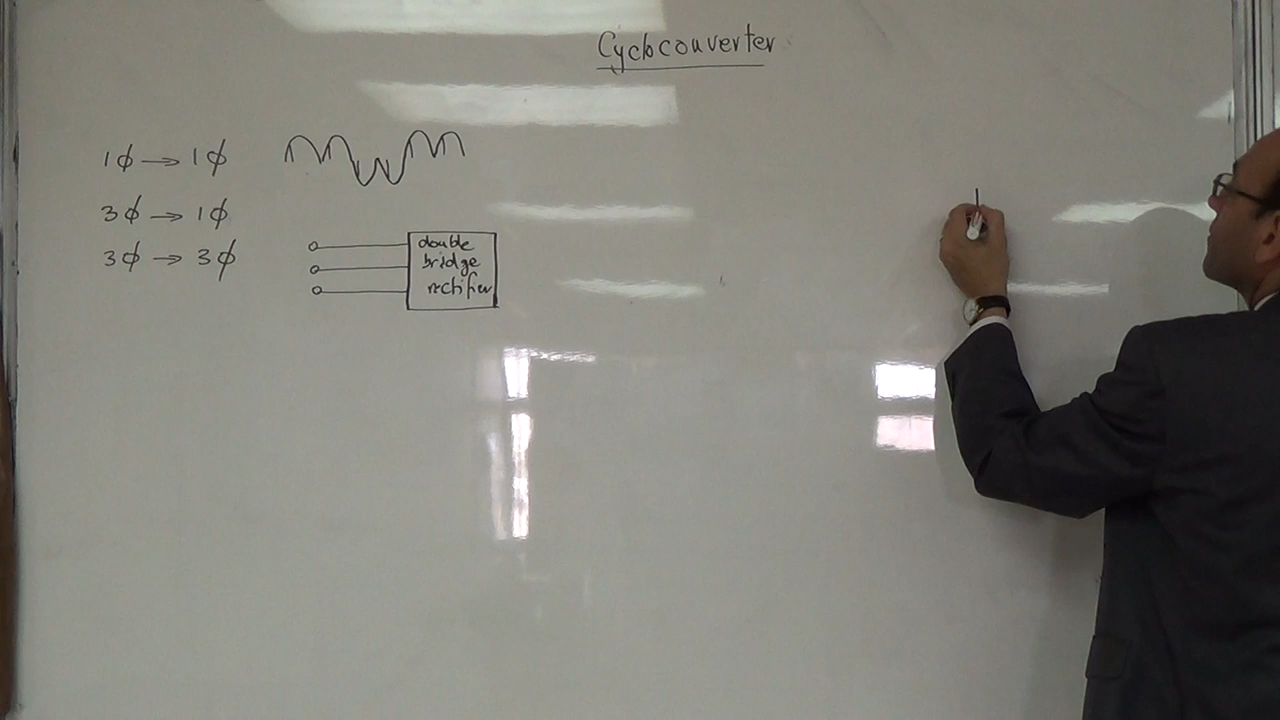 Cycloconverter
1φ → 1φ
3φ → 1φ
3φ → 3φ
double
bridge
rectifier